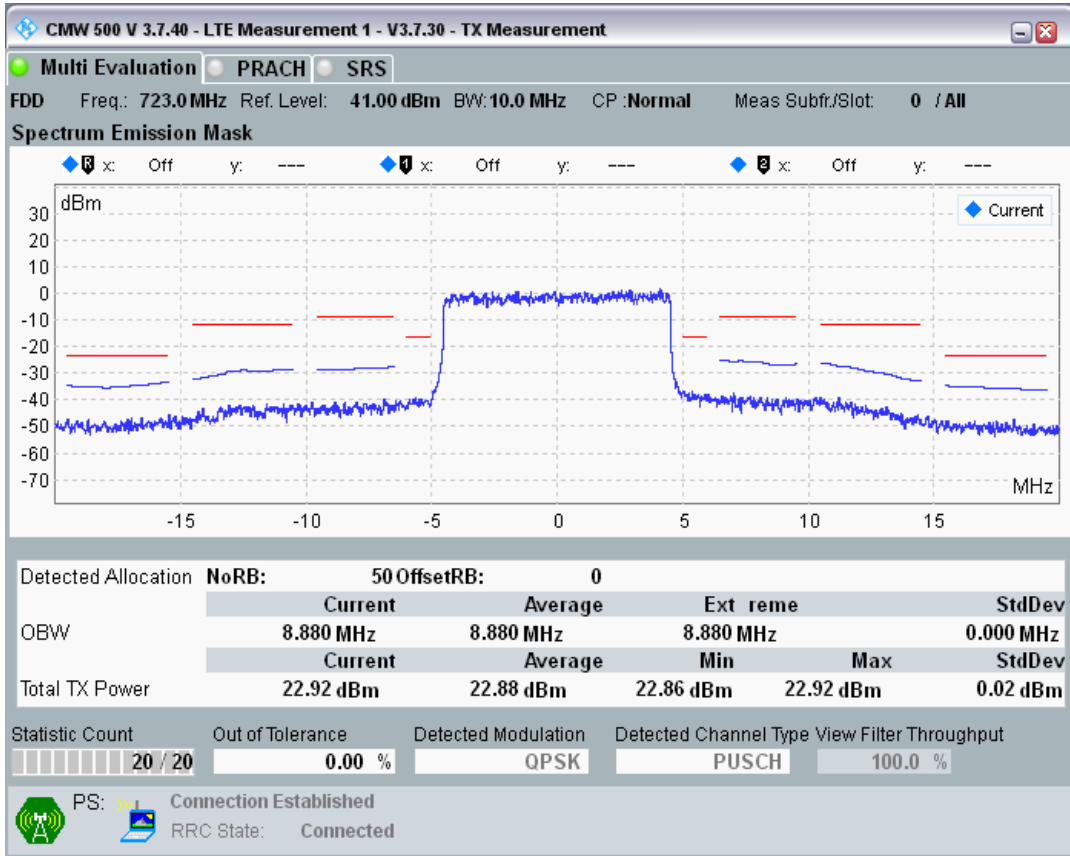 CMW 500 V 3.7.40 - LTE Measurement 1 - V3.7.30 - TX Measurement
Multi Evaluation PRACH SRS
FDD Freq.: 723.0 MHz Ref. Level: 41.00 dBm BW: 10.0 MHz CP :Normal Meas Subfr./Slot: 0 / All
Spectrum Emission Mask
R x: Off y: --- 1 x: Off y: --- 2 x: Off y: ---
dBm
Current
30
20
10
0
-10
-20
-30
-40
-50
-60
-70
MHz
-15 -10 -5 0 5 10 15
Detected Allocation NoRB: 50 OffsetRB: 0
Current Average Ext reme StdDev
OBW 8.880 MHz 8.880 MHz 8.880 MHz 0.000 MHz
Current Average Min Max StdDev
Total TX Power 22.92 dBm 22.88 dBm 22.86 dBm 22.92 dBm 0.02 dBm
Statistic Count Out of Tolerance Detected Modulation Detected Channel Type View Filter Throughput
20 / 20 0.00 % QPSK PUSCH 100.0 %
PS: Connection Established
RRC State: Connected